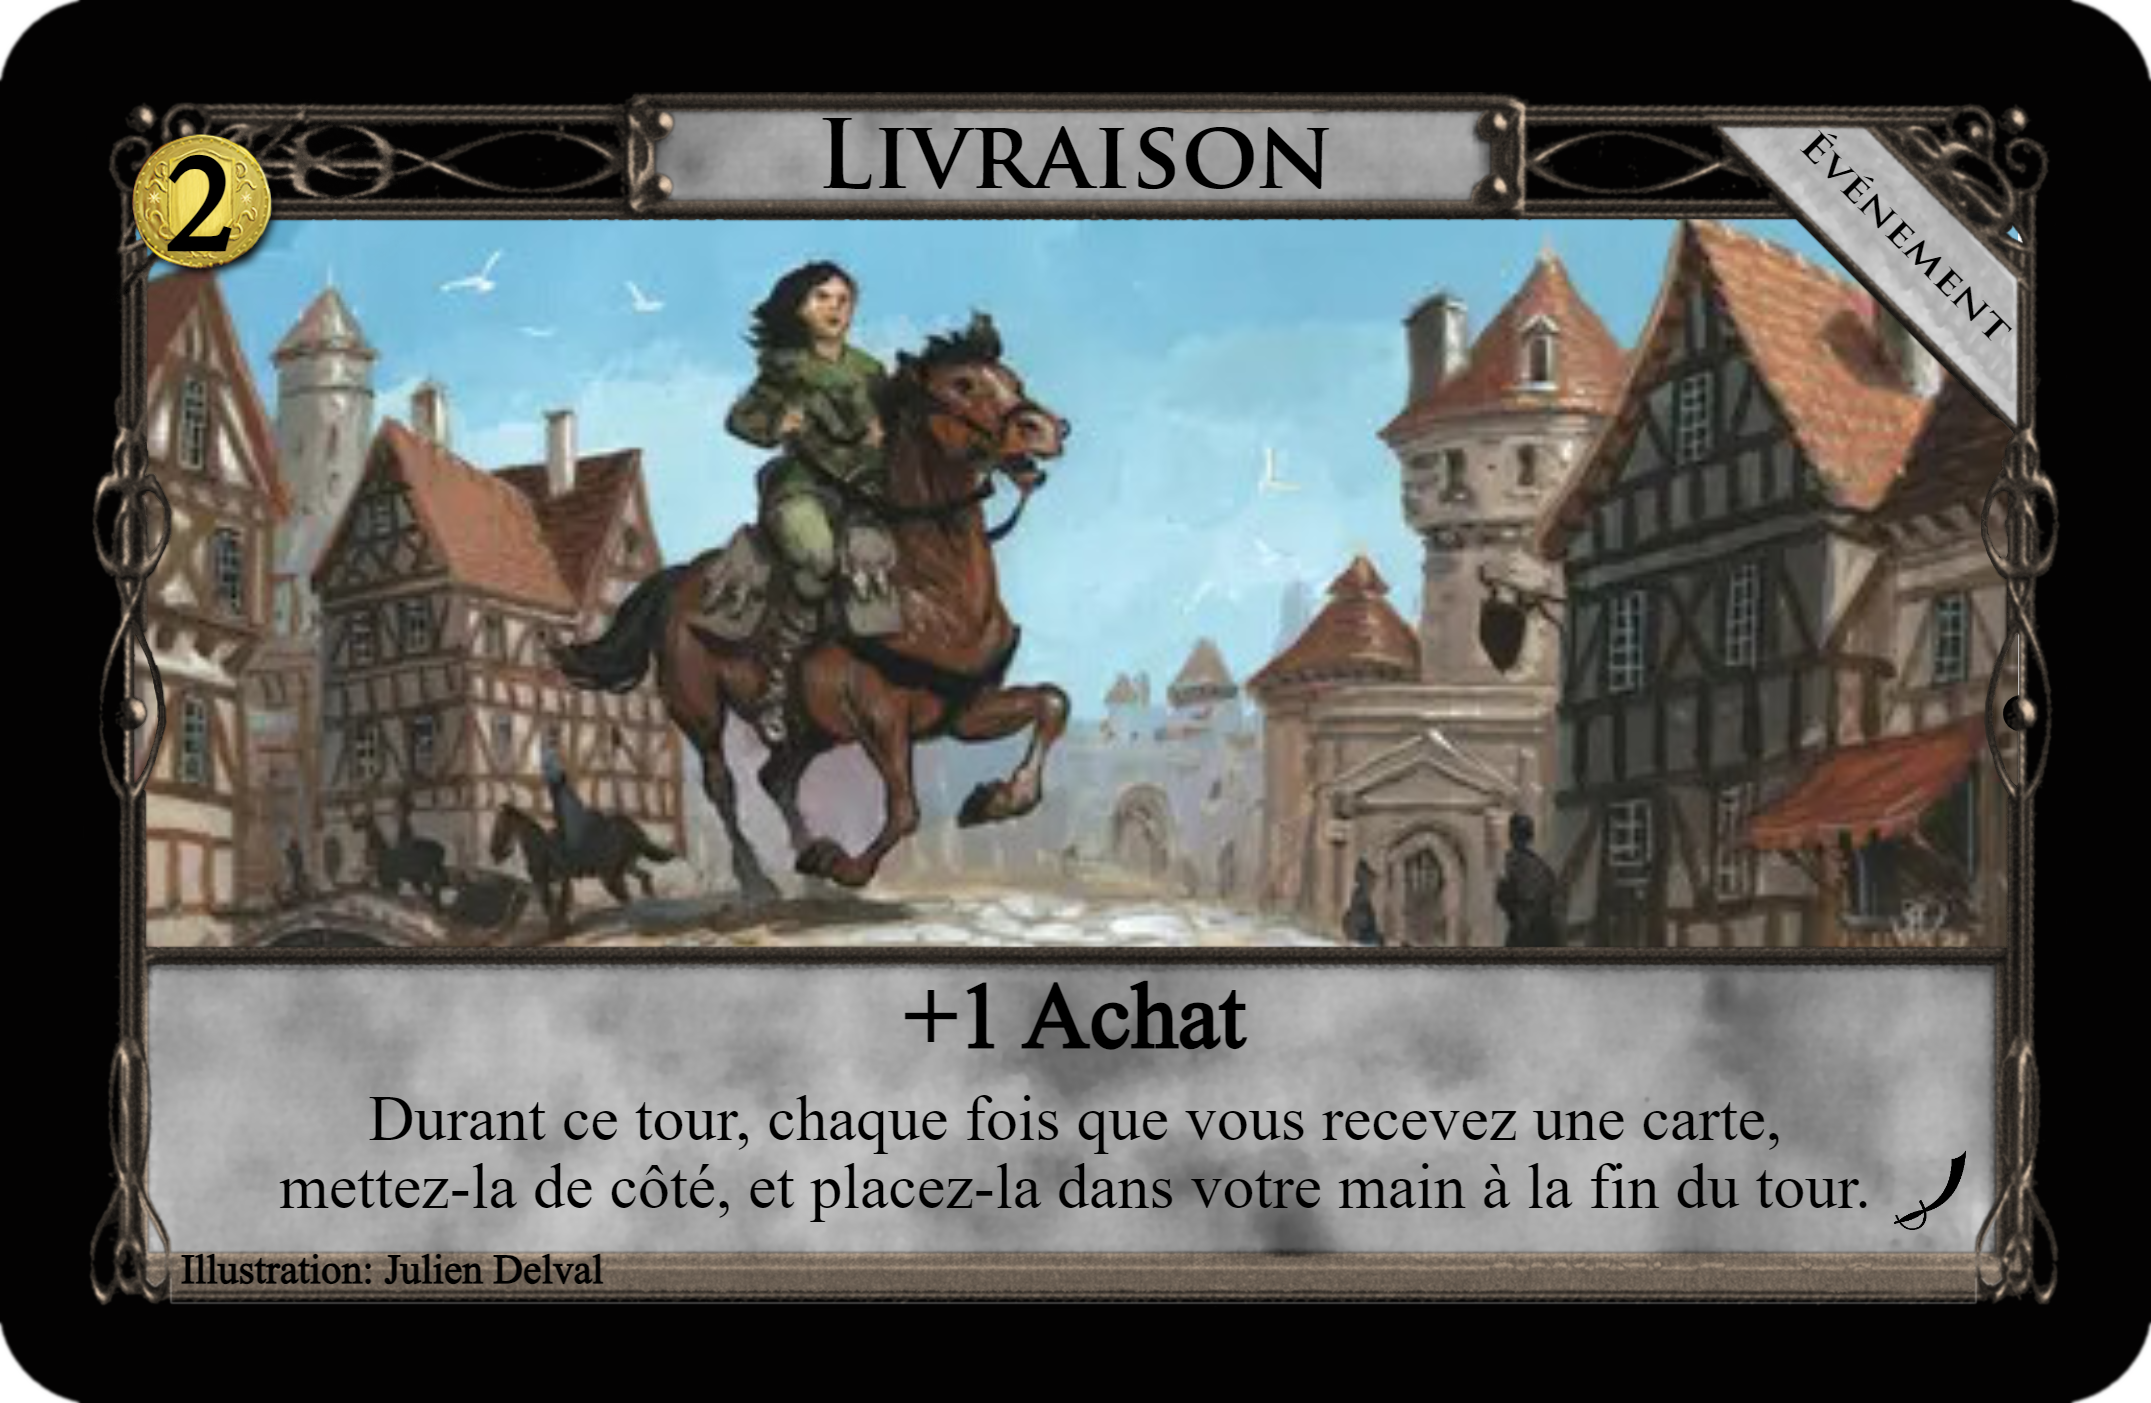 2
LIVRAISON
ÉVÉNEMENT
+1 Achat
Durant ce tour, chaque fois que vous recevez une carte,
mettez-la de côté, et placez-la dans votre main à la fin du tour.
Illustration: Julien Delval